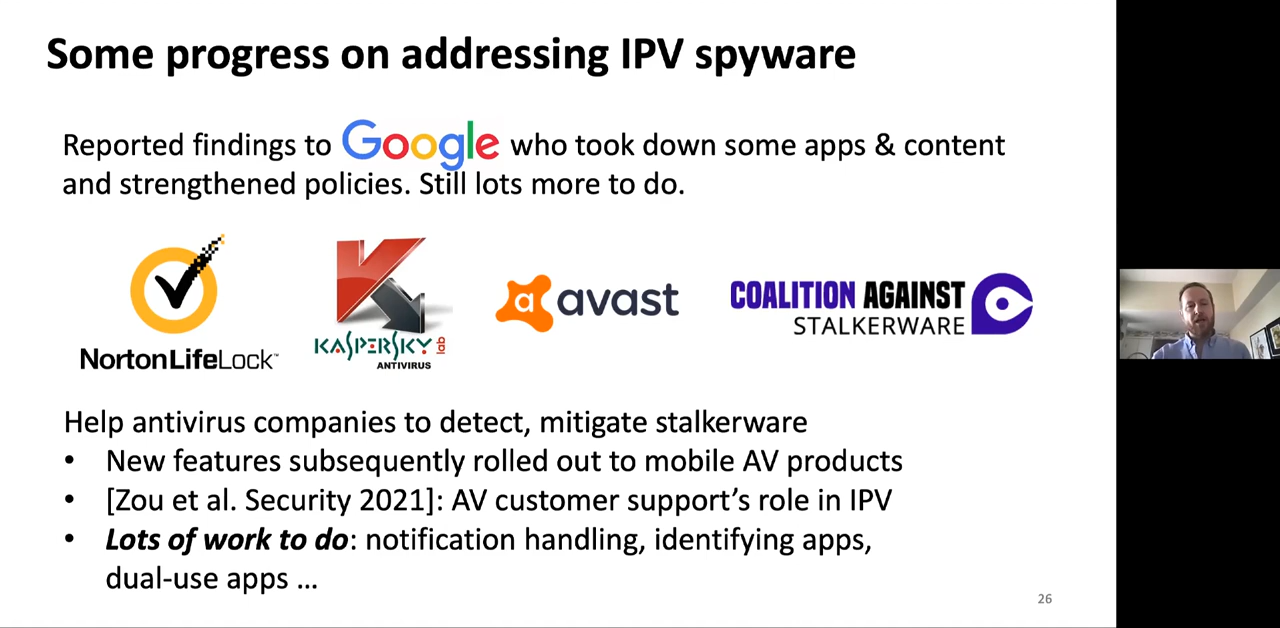 Some progress on addressing IPV spyware
Reported findings to Google who took down some apps & content
and strengthened policies. Still lots more to do.
NortonLifeLock™
KASPERSKY lab
ANTIVIRUS
avast
COALITION AGAINST
STALKERWARE
Help antivirus companies to detect, mitigate stalkerware
• New features subsequently rolled out to mobile AV products
• [Zou et al. Security 2021]: AV customer support’s role in IPV
• Lots of work to do: notification handling, identifying apps,
dual-use apps …
26